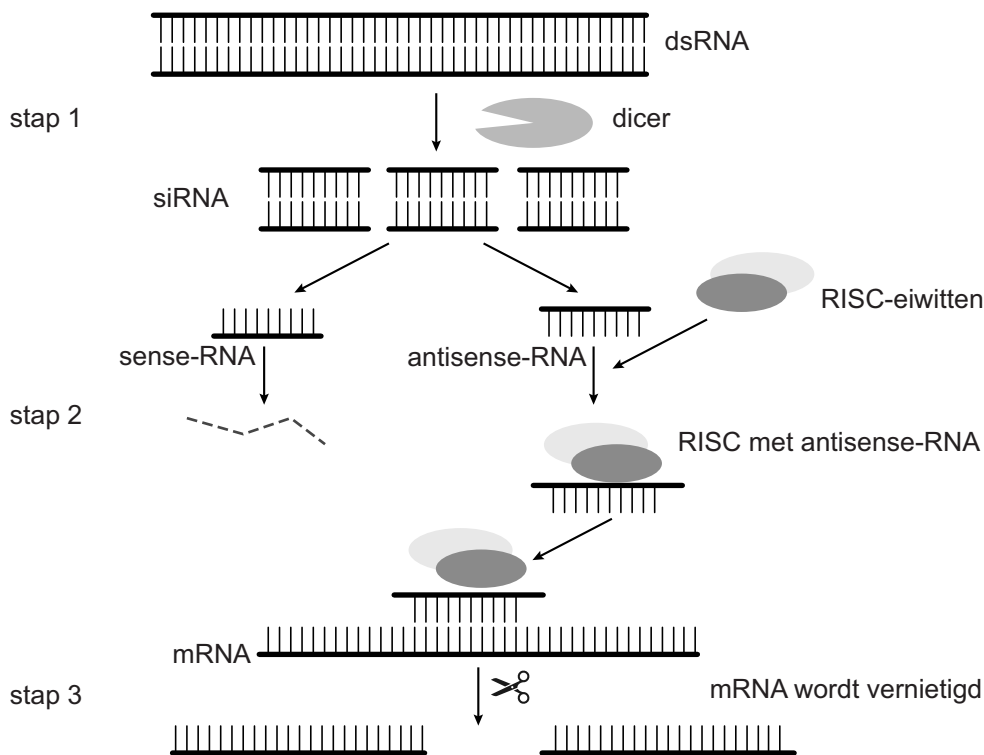 dsRNA
stap 1
dicer
siRNA
RISC-eiwitten
sense-RNA
antisense-RNA
stap 2
RISC met antisense-RNA
mRNA
stap 3
mRNA wordt vernietigd